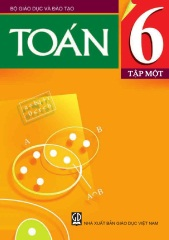 BỘ GIÁO DỤC VÀ ĐÀO TẠO
TOÁN 6
TẬP MỘT
A
B
A∩B
NHÀ XUẤT BẢN GIÁO DỤC VIỆT NAM